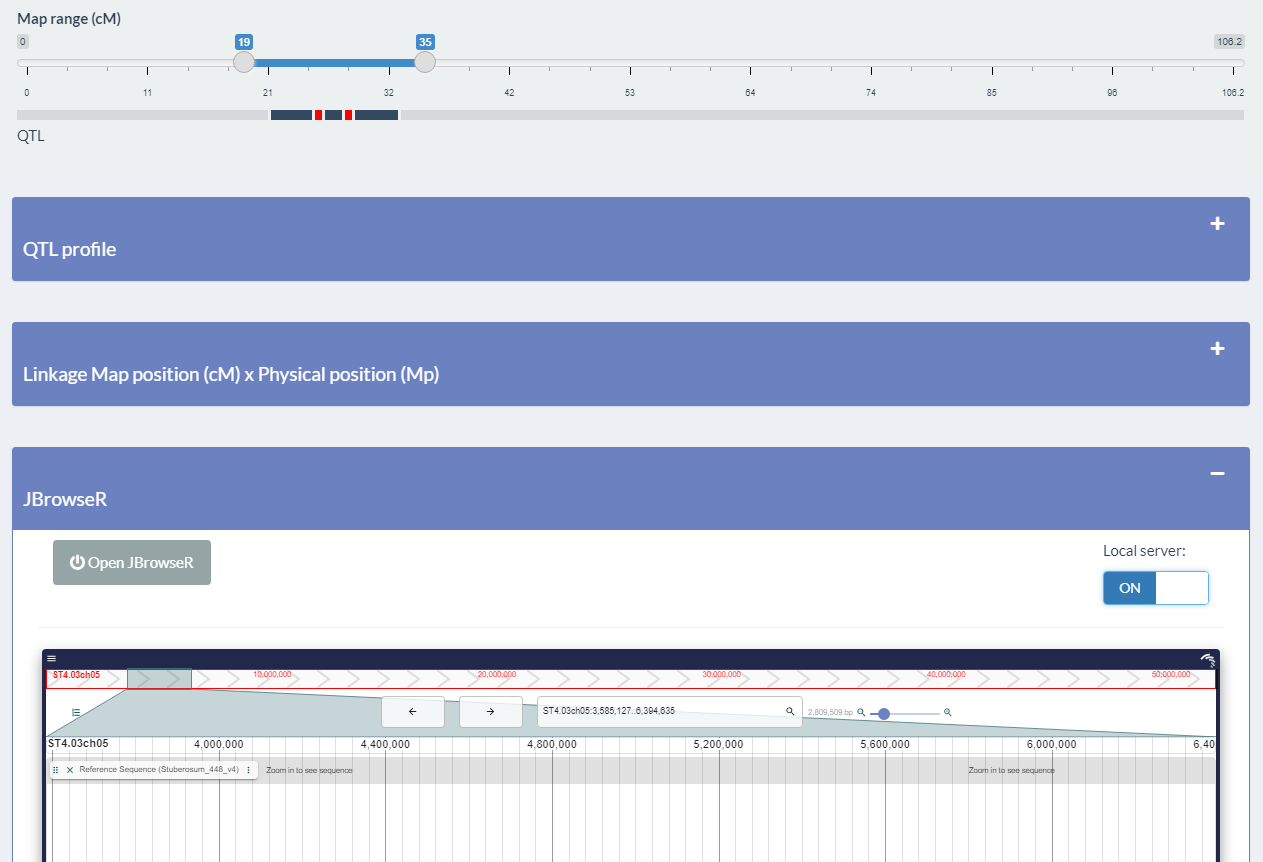 Map range (cM)
0 19 35 106.2
0 11 21 32 42 53 64 74 85 96 106.2
QTL
QTL profile
Linkage Map position (cM) x Physical position (Mp)
JBrowseR
Open JBrowseR
Local server:
ON
ST4.03ch05 10,000,000 20,000,000 30,000,000 40,000,000 50,000,000
ST4.03ch05:3,585,127..6,394,635 2,809,509 bp
ST4.03ch05 4,000,000 4,400,000 4,800,000 5,200,000 5,600,000 6,000,000 6,40
Reference Sequence (Stuberosum_448_v4) Zoom in to see sequence Zoom in to see sequence